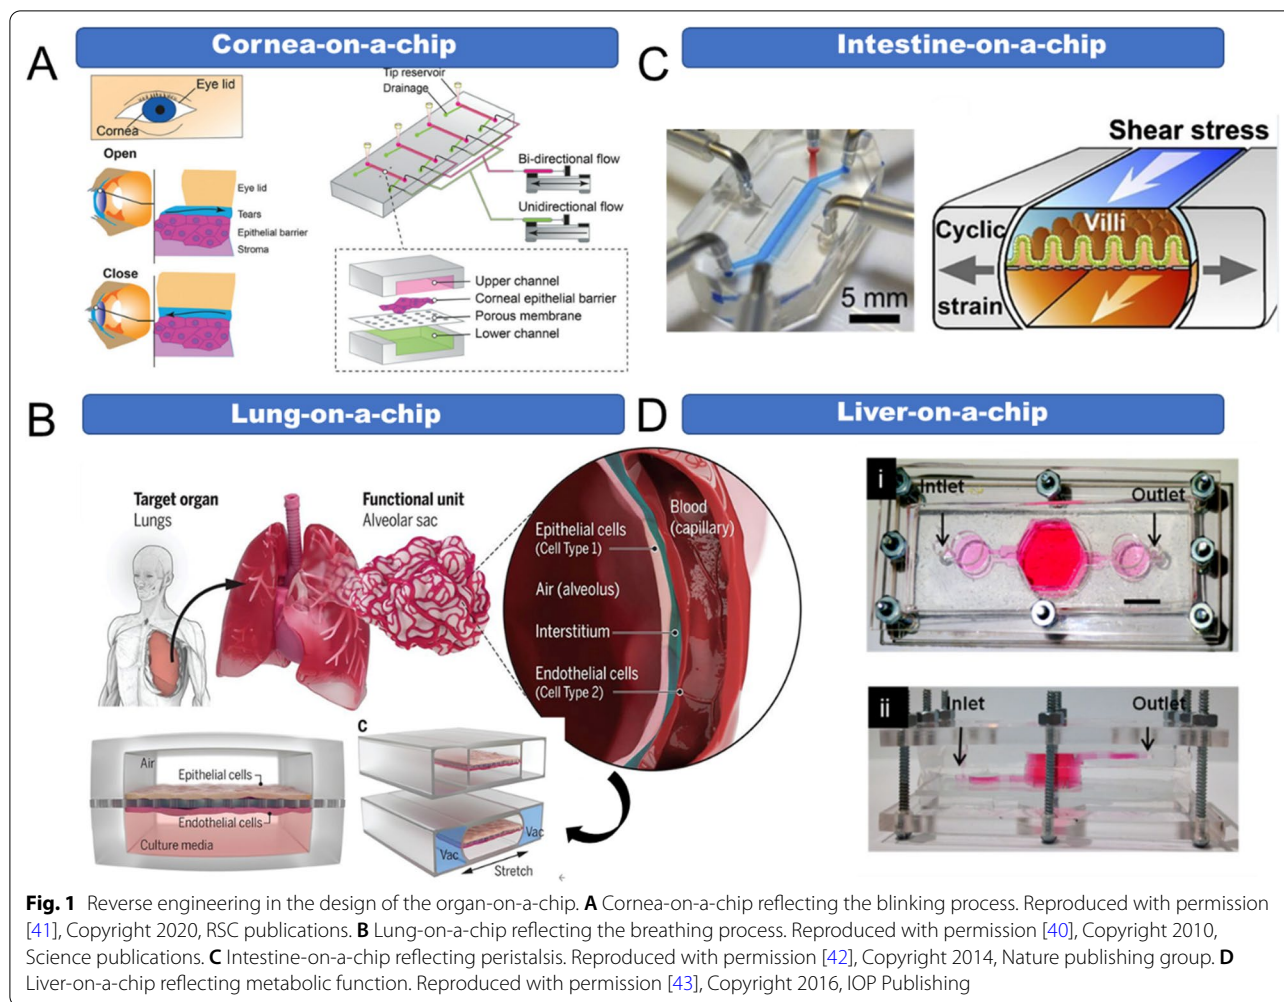 A
Cornea-on-a-chip
Eye lid
Cornea
Open
Eye lid
Tears
Epithelial barrier
Stroma
Close
Tip reservoir
Drainage
Bi-directional flow
Unidirectional flow
Upper channel
Corneal epithelial barrier
Porous membrane
Lower channel
C
Intestine-on-a-chip
5 mm
Shear stress
Villi
Cyclic
strain
B
Lung-on-a-chip
Target organ
Lungs
Functional unit
Alveolar sac
Epithelial cells
(Cell Type 1)
Air (alveolus)
Interstitium
Endothelial cells
(Cell Type 2)
Blood
(capillary)
Air
Epithelial cells
Endothelial cells
Culture media
C
Vac
Vac
Stretch
D
Liver-on-a-chip
i
Intlet
Outlet
ii
Inlet
Outlet
Fig. 1 Reverse engineering in the design of the organ-on-a-chip. A Cornea-on-a-chip reflecting the blinking process. Reproduced with permission
[41], Copyright 2020, RSC publications. B Lung-on-a-chip reflecting the breathing process. Reproduced with permission [40], Copyright 2010,
Science publications. C Intestine-on-a-chip reflecting peristalsis. Reproduced with permission [42], Copyright 2014, Nature publishing group. D
Liver-on-a-chip reflecting metabolic function. Reproduced with permission [43], Copyright 2016, IOP Publishing